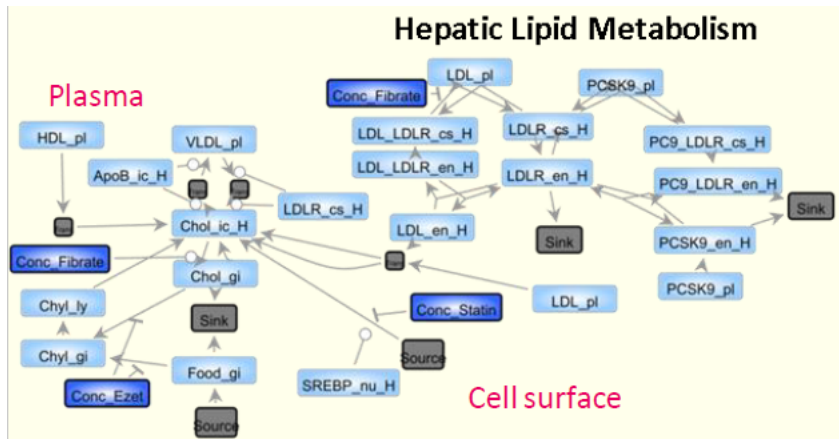 Hepatic Lipid Metabolism
Plasma
LDL_pl
PCSK9_pl
Conc_Fibrate
HDL_pl
VLDL_pl
LDL_LDLR_cs_H
LDLR_cs_H
PC9_LDLR_cs_H
ApoB_ic_H
LDL_LDLR_en_H
LDLR_en_H
PC9_LDLR_en_H
LDLR_cs_H
Sink
Chol_ic_H
LDL_en_H
Sink
PCSK9_en_H
Conc_Fibrate
Chol_gi
PCSK9_pl
Chyl_ly
LDL_pl
Conc_Statin
Sink
Chyl_gi
Source
Food_gi
SREBP_nu_H
Conc_Ezet
Cell surface
Source